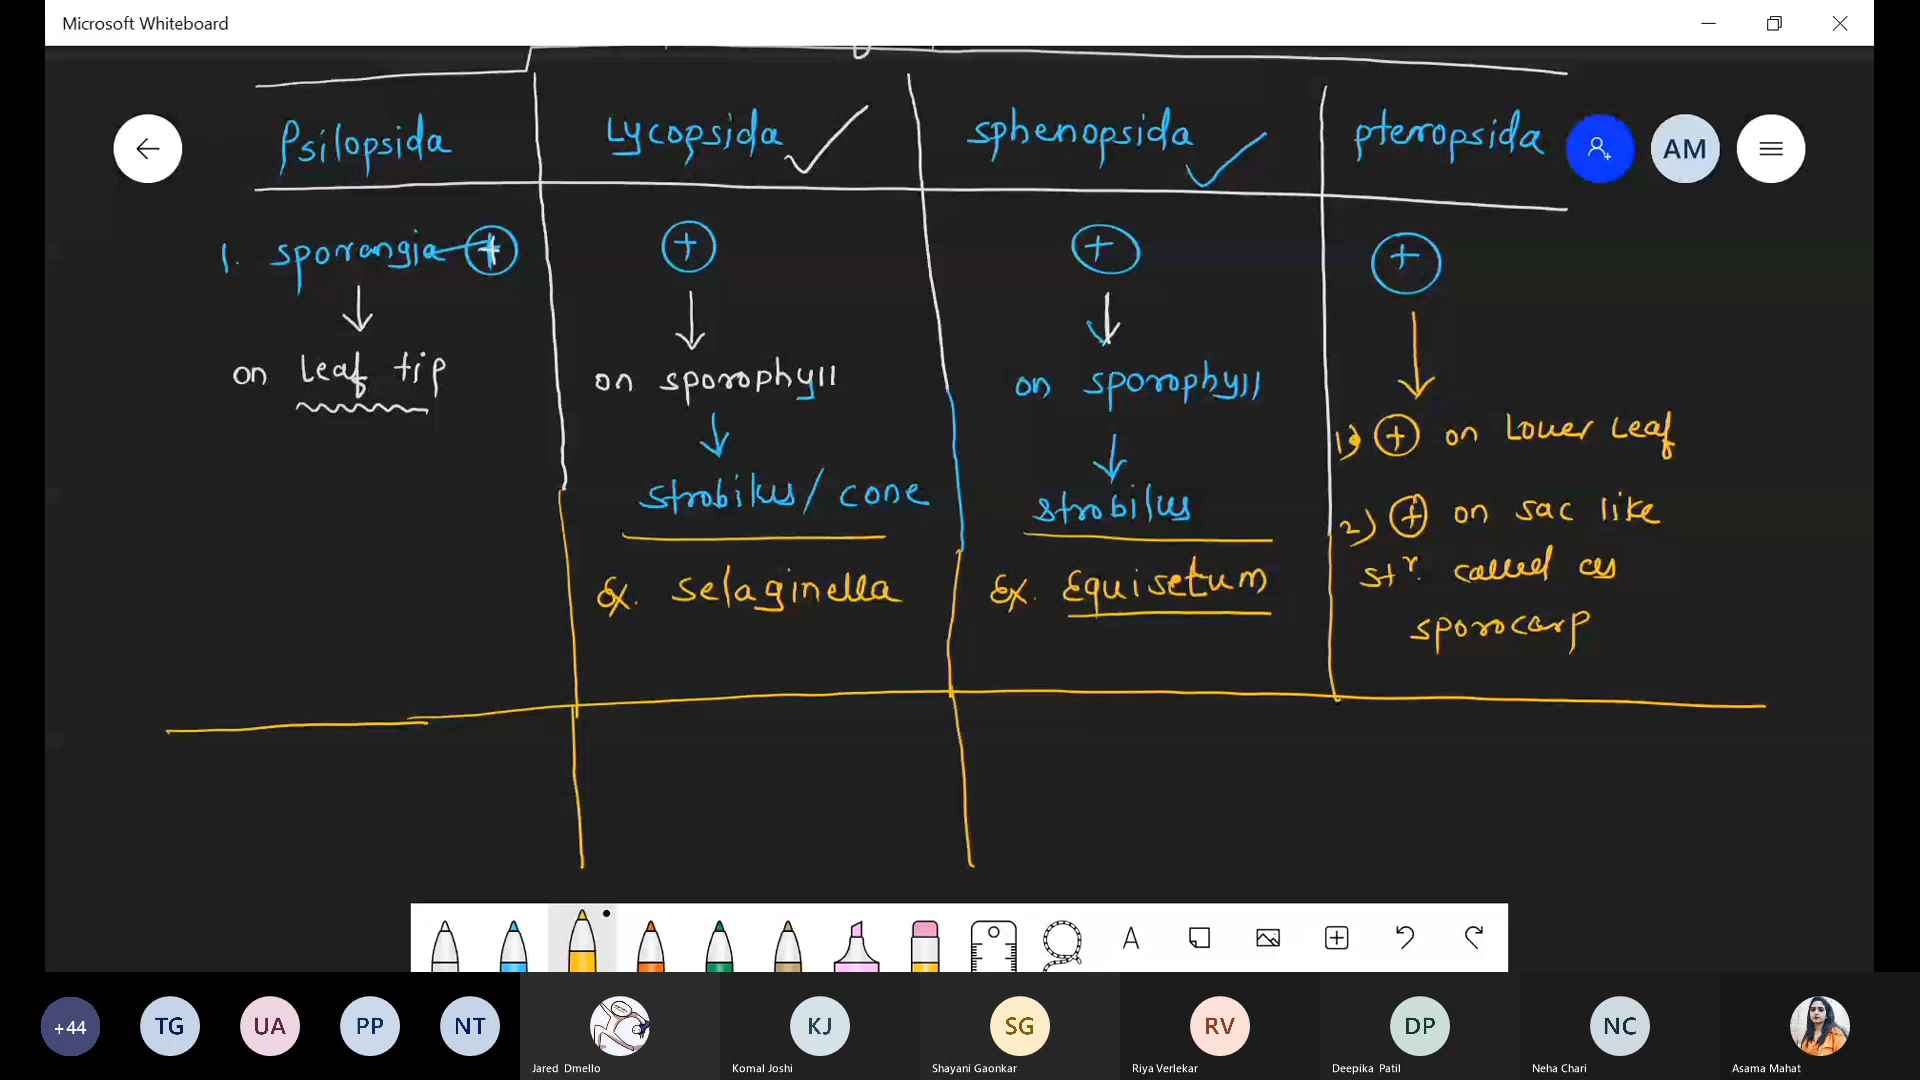 Microsoft Whiteboard
Psilopsida
Lycopsida
sphenopsida
pteropsida
AM
1. sporangia +
+
+
+
on Leaf tip
on sporophyll
on sporophyll
1) + on Lower Leaf
strobilus / cone
strobilus
2) + on sac like
str. called as
sporocarp
Ex. selaginella
Ex. Equisetum
A
+44
TG
UA
PP
NT
KJ
SG
RV
DP
NC
Jared Dmello
Komal Joshi
Shayani Gaonkar
Riya Verlekar
Deepika Patil
Neha Chari
Asama Mahat